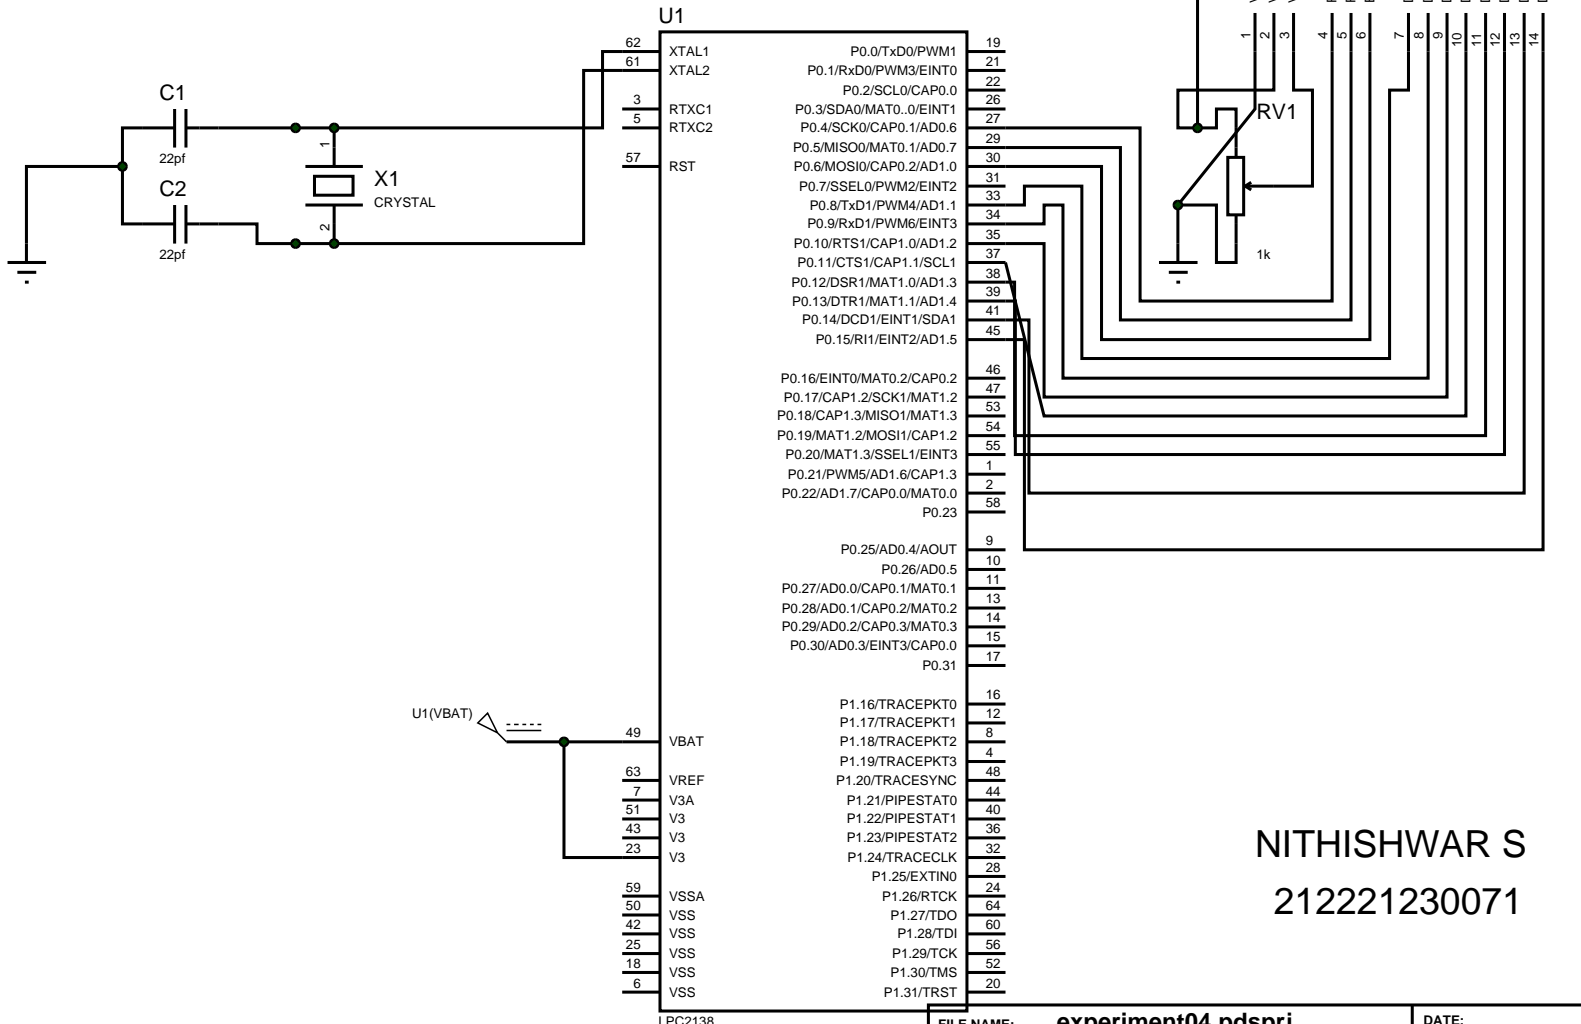 U1
1
2
3
4
5
6
7
8
9
10
11
12
13
14
RV1
1k
C1
22pf
C2
22pf
1
X1
CRYSTAL
2
62 XTAL1
61 XTAL2
3 RTXC1
5 RTXC2
57 RST
P0.0/TxD0/PWM1 19
P0.1/RxD0/PWM3/EINT0 21
P0.2/SCL0/CAP0.0 22
P0.3/SDA0/MAT0..0/EINT1 26
P0.4/SCK0/CAP0.1/AD0.6 27
P0.5/MISO0/MAT0.1/AD0.7 29
P0.6/MOSI0/CAP0.2/AD1.0 30
P0.7/SSEL0/PWM2/EINT2 31
P0.8/TxD1/PWM4/AD1.1 33
P0.9/RxD1/PWM6/EINT3 34
P0.10/RTS1/CAP1.0/AD1.2 35
P0.11/CTS1/CAP1.1/SCL1 37
P0.12/DSR1/MAT1.0/AD1.3 38
P0.13/DTR1/MAT1.1/AD1.4 39
P0.14/DCD1/EINT1/SDA1 41
P0.15/RI1/EINT2/AD1.5 45
P0.16/EINT0/MAT0.2/CAP0.2 46
P0.17/CAP1.2/SCK1/MAT1.2 47
P0.18/CAP1.3/MISO1/MAT1.3 53
P0.19/MAT1.2/MOSI1/CAP1.2 54
P0.20/MAT1.3/SSEL1/EINT3 55
P0.21/PWM5/AD1.6/CAP1.3 1
P0.22/AD1.7/CAP0.0/MAT0.0 2
P0.23 58
P0.25/AD0.4/AOUT 9
P0.26/AD0.5 10
P0.27/AD0.0/CAP0.1/MAT0.1 11
P0.28/AD0.1/CAP0.2/MAT0.2 13
P0.29/AD0.2/CAP0.3/MAT0.3 14
P0.30/AD0.3/EINT3/CAP0.0 15
P0.31 17
U1(VBAT)
49 VBAT
63 VREF
7 V3A
51 V3
43 V3
23 V3
59 VSSA
50 VSS
42 VSS
25 VSS
18 VSS
6 VSS
P1.16/TRACEPKT0 16
P1.17/TRACEPKT1 12
P1.18/TRACEPKT2 8
P1.19/TRACEPKT3 4
P1.20/TRACESYNC 48
P1.21/PIPESTAT0 44
P1.22/PIPESTAT1 40
P1.23/PIPESTAT2 36
P1.24/TRACECLK 32
P1.25/EXTIN0 28
P1.26/RTCK 24
P1.27/TDO 64
P1.28/TDI 60
P1.29/TCK 56
P1.30/TMS 52
P1.31/TRST 20
NITHISHWAR S
212221230071
LPC2138
FILE NAME: experiment04.pdsprj
DATE: